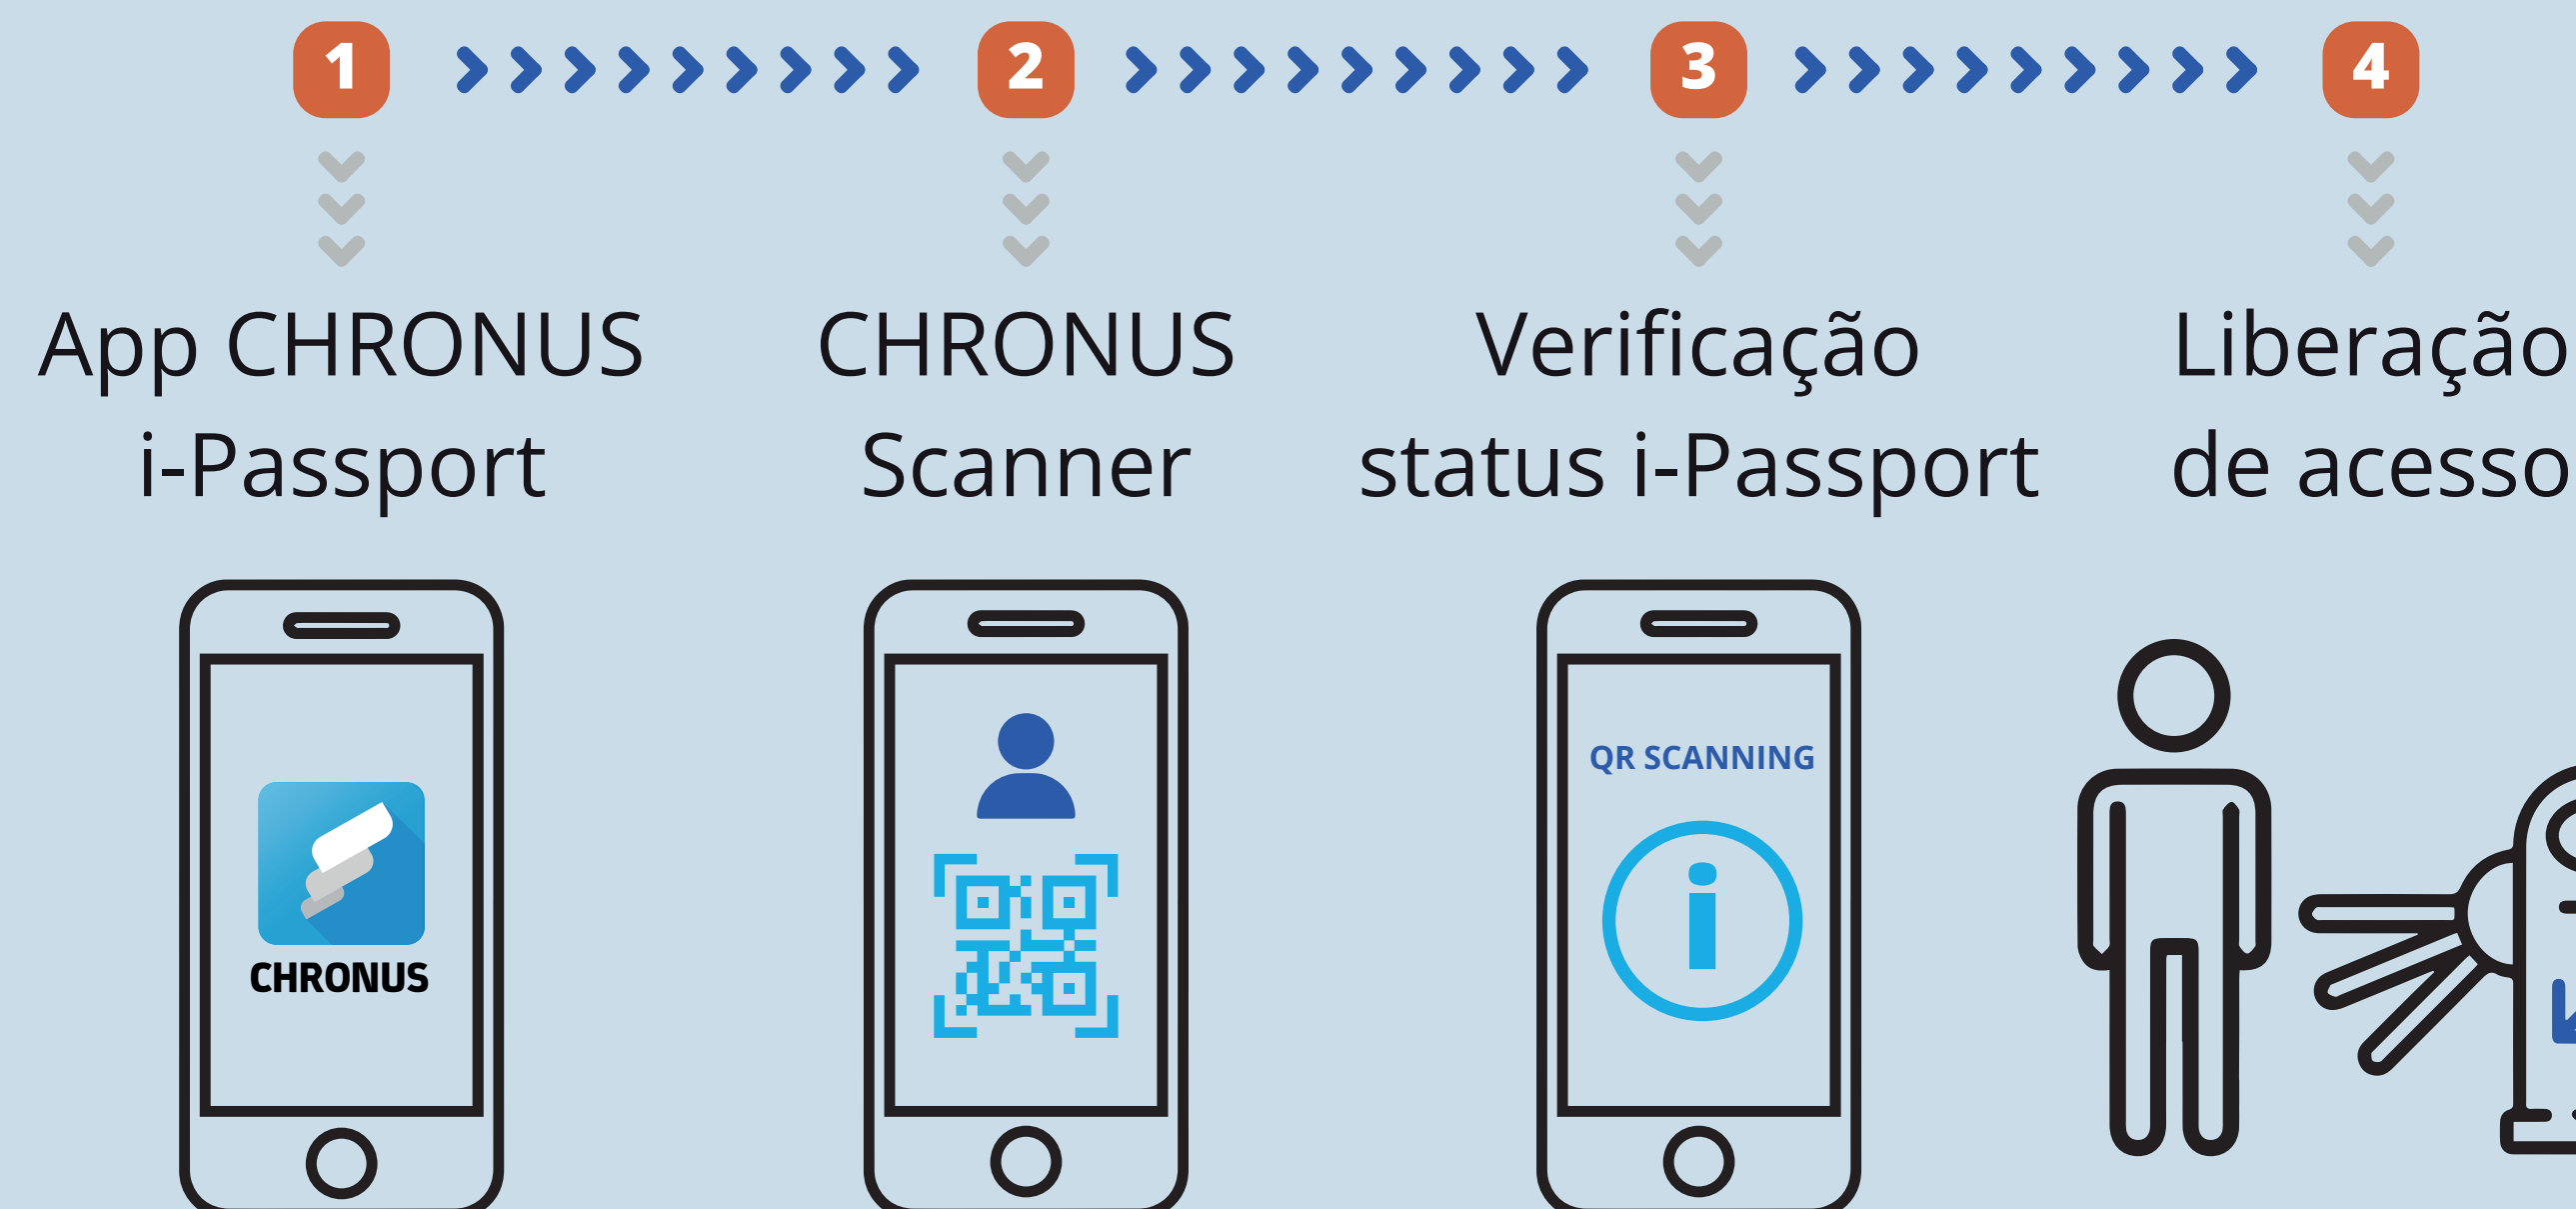 1
2
3
4
App CHRONUS
i-Passport
CHRONUS
Scanner
Verificação
status i-Passport
Liberação
de acesso
CHRONUS
QR SCANNING
i